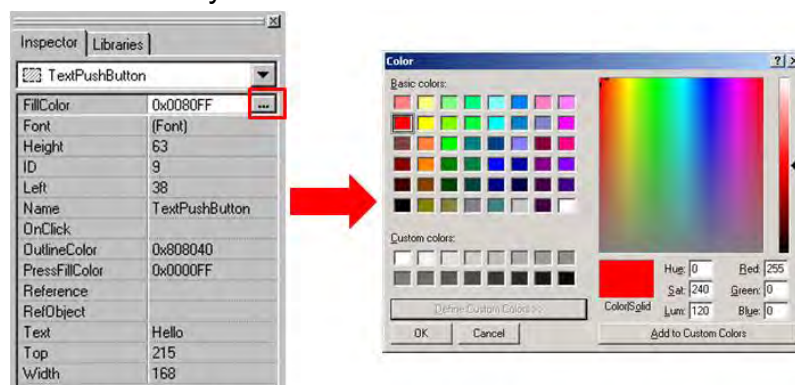 Inspector
Libraries
TextPushButton
FillColor 0x0080FF ...
Font (Font)
Height 63
ID 9
Left 38
Name TextPushButton
OnClick
OutlineColor 0x808040
PressFillColor 0x0000FF
Reference
RefObject
Text Hello
Top 215
Width 168
Color
Basic colors:
Custom colors:
Define Custom Colors >>
OK Cancel
Color|Solid
Hue: 0 Red: 255
Sat: 240 Green: 0
Lum: 120 Blue: 0
Add to Custom Colors